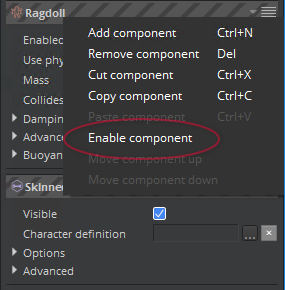 Ragdoll
Enabled
Add component Ctrl+N
Use phy
Remove component Del
Mass
Cut component Ctrl+X
Collides
Copy component Ctrl+C
Dampin
Paste component Ctrl+V
Advanc
Enable component
Buoyan
Move component up
Move component down
Skinne
Visible
Character definition ...
Options
Advanced